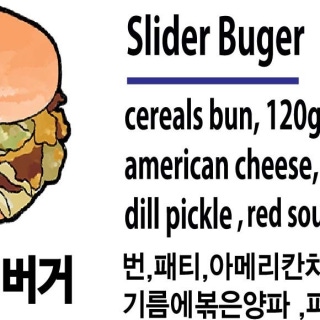 Slider Buger
cereals bun, 120g
american cheese,
dill pickle , red sou
번,패티,아메리칸치
기름에볶은양파 ,피
버거